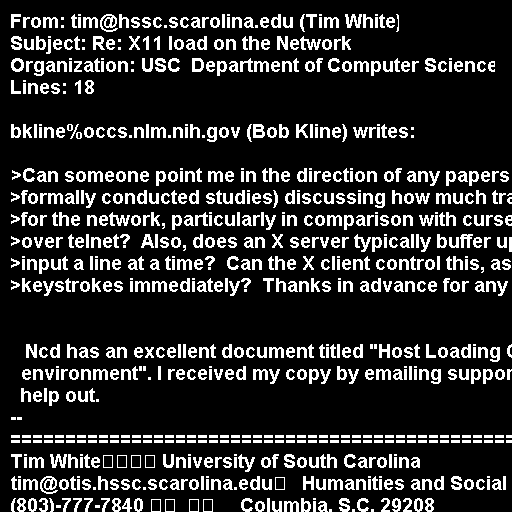 From: tim@hssc.scarolina.edu (Tim White)
Subject: Re: X11 load on the Network
Organization: USC  Department of Computer Science
Lines: 18

bkline%occs.nlm.nih.gov (Bob Kline) writes:

>Can someone point me in the direction of any papers
>formally conducted studies) discussing how much
>for the network, particularly in comparison with
>over telnet?  Also, does an X server typically buffer
>input a line at a time?  Can the X client control this, as
>keystrokes immediately?  Thanks in advance for any

Ncd has an excellent document titled "Host Loading
environment". I received my copy by emailing
help out.
--
==============================================
Tim White□□□□ University of South Carolina
tim@otis.hssc.scarolina.edu□   Humanities and Social
(803)-777-7840 □□  □□     Columbia, S.C. 29208